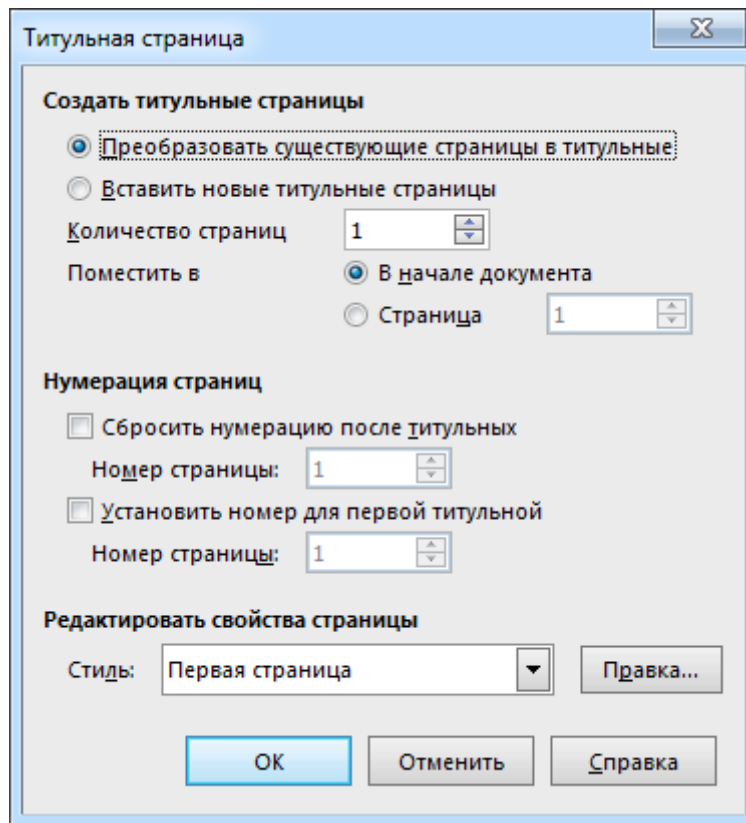 Титульная страница
Создать титульные страницы
Преобразовать существующие страницы в титульные
Вставить новые титульные страницы
Количество страниц 1
Поместить в В начале документа
Страница 1
Нумерация страниц
Сбросить нумерацию после титульных
Номер страницы: 1
Установить номер для первой титульной
Номер страницы: 1
Редактировать свойства страницы
Стиль: Первая страница Правка...
ОК Отменить Справка